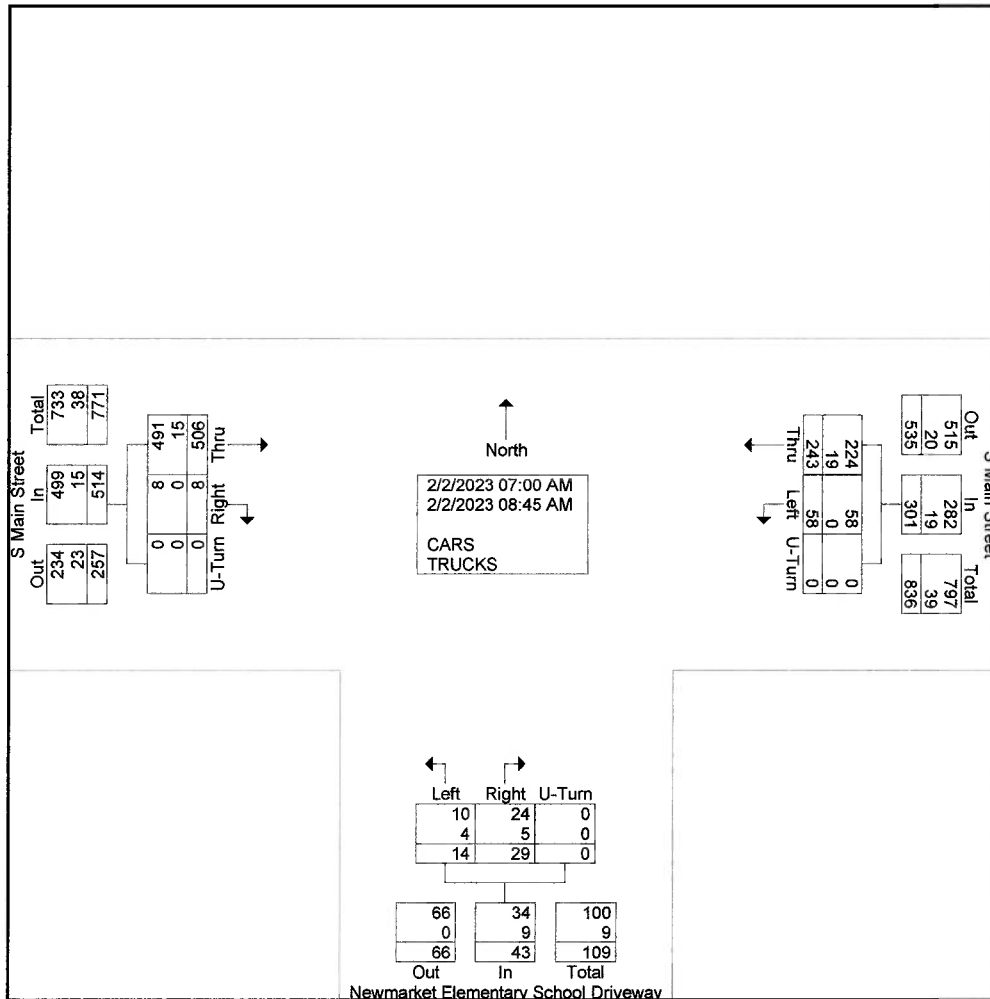 North
2/2/2023 07:00 AM
2/2/2023 08:45 AM
CARS
TRUCKS
S Main Street
Out In Total
234 499 733
23 15 38
257 514 771
U-Turn Right Thru
0 8 491
0 0 15
0 8 506
S Main Street
Out In Total
515 282 797
20 19 39
535 301 836
Thru Left U-Turn
224 58 0
19 0 0
243 58 0
Left Right U-Turn
10 24 0
4 5 0
14 29 0
66 34 100
0 9 9
66 43 109
Out In Total
Newmarket Elementary School Driveway